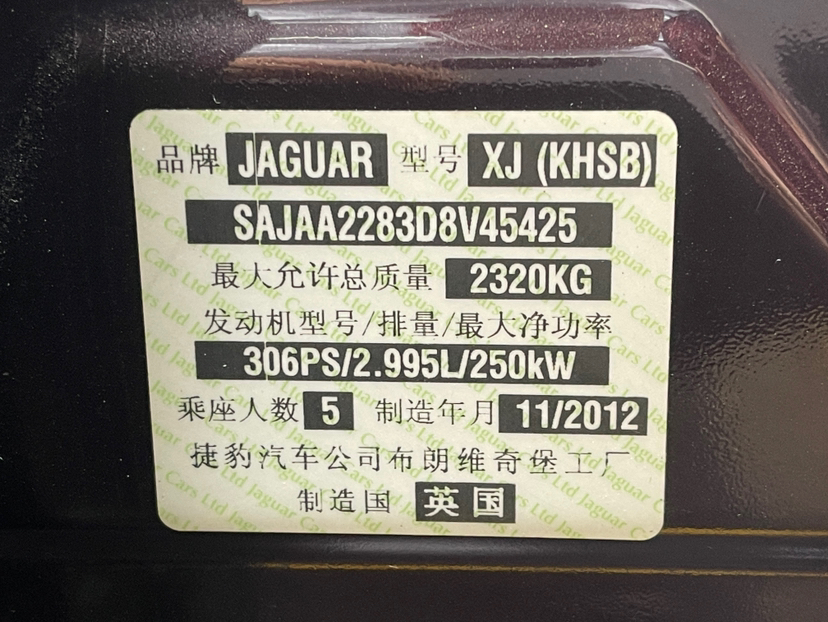 品牌 JAGUAR 型号 XJ (KHSB)
SAJAA2283D8V45425
最大允许总质量 2320KG
发动机型号/排量/最大净功率
306PS/2.995L/250kW
乘座人数 5 制造年月 11/2012
捷豹汽车公司布朗维奇堡工厂
制造国 英国